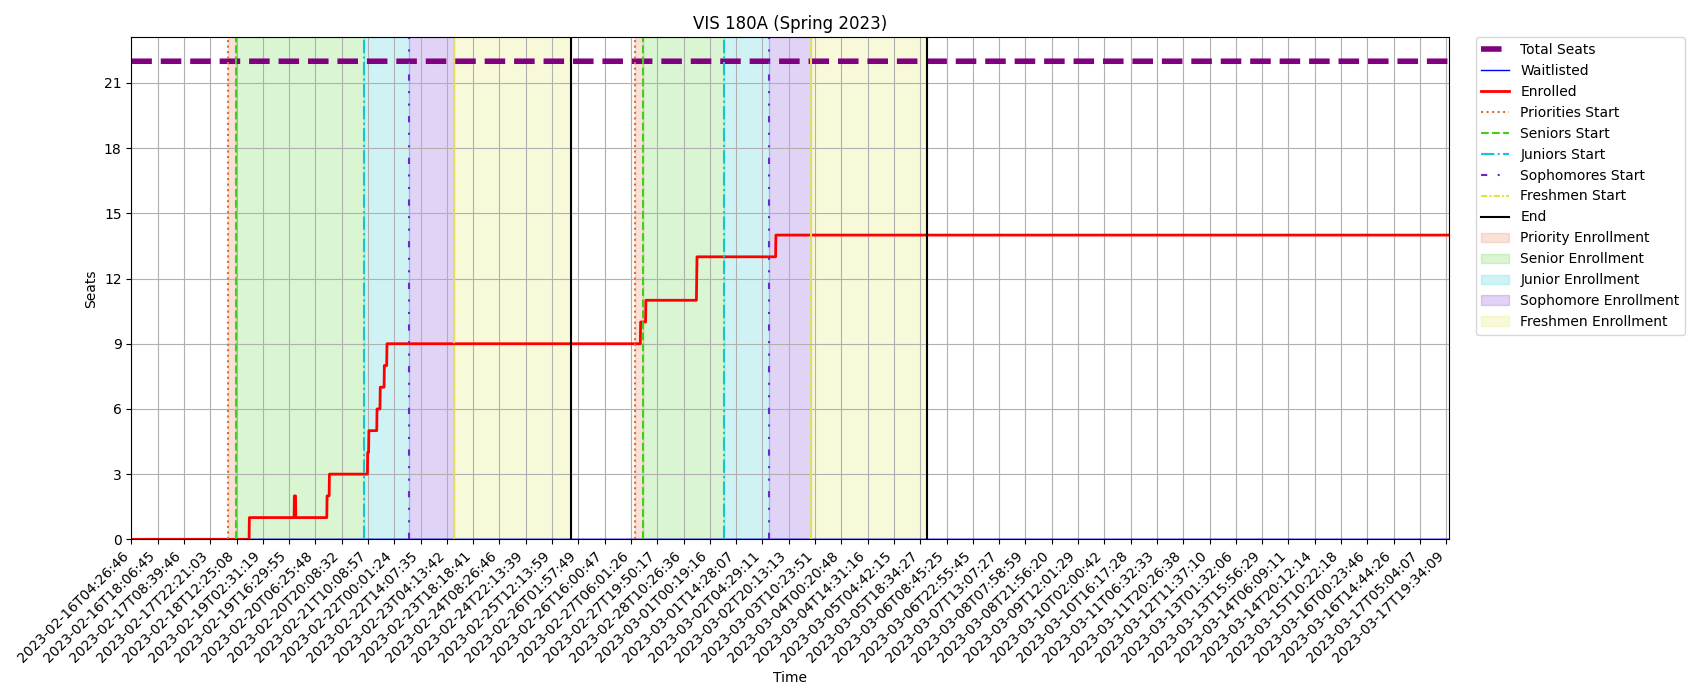 VIS 180A (Spring 2023)
Total Seats
Waitlisted
Enrolled
Priorities Start
Seniors Start
Juniors Start
Sophomores Start
Freshmen Start
End
Priority Enrollment
Senior Enrollment
Junior Enrollment
Sophomore Enrollment
Freshmen Enrollment
Seats
21
18
15
12
9
6
3
0
2023-02-16T04:26:46
2023-02-16T18:06:45
2023-02-17T08:39:46
2023-02-17T22:21:03
2023-02-18T12:25:08
2023-02-19T02:31:19
2023-02-19T16:29:55
2023-02-20T06:25:48
2023-02-20T20:08:32
2023-02-21T10:08:57
2023-02-22T00:01:24
2023-02-22T14:07:35
2023-02-23T04:13:42
2023-02-23T18:18:41
2023-02-24T08:26:46
2023-02-24T22:13:39
2023-02-25T12:13:59
2023-02-26T01:57:49
2023-02-26T16:00:47
2023-02-27T06:01:26
2023-02-27T19:50:17
2023-02-28T10:26:36
2023-03-01T00:19:16
2023-03-01T14:28:07
2023-03-02T04:29:11
2023-03-02T20:13:13
2023-03-03T10:23:51
2023-03-04T00:20:48
2023-03-04T14:31:16
2023-03-05T04:42:15
2023-03-05T18:34:27
2023-03-06T08:45:25
2023-03-06T22:55:45
2023-03-07T13:07:27
2023-03-08T07:58:59
2023-03-08T21:56:20
2023-03-09T12:01:29
2023-03-10T02:00:42
2023-03-10T16:17:28
2023-03-11T06:32:33
2023-03-11T20:26:38
2023-03-12T11:37:10
2023-03-13T01:32:06
2023-03-13T15:56:29
2023-03-14T06:09:11
2023-03-14T20:12:14
2023-03-15T10:22:18
2023-03-16T00:23:46
2023-03-16T14:44:26
2023-03-17T05:04:07
2023-03-17T19:34:09
Time